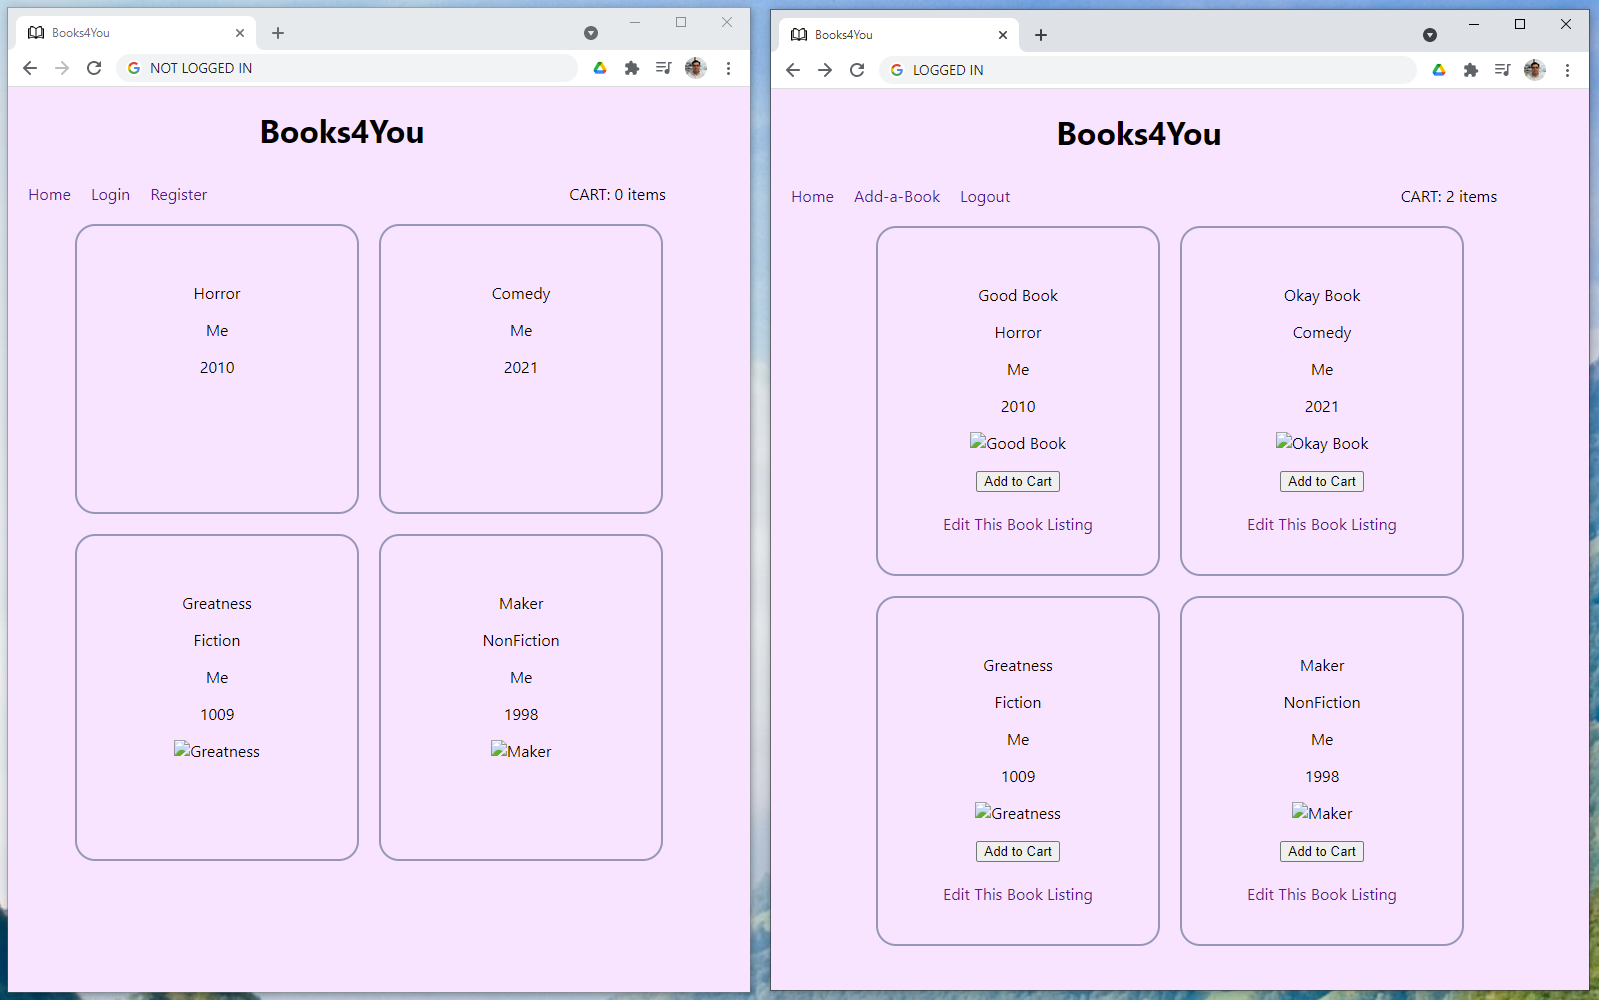 Books4You
NOT LOGGED IN
Books4You
Home Login Register CART: 0 items
Horror
Me
2010
Comedy
Me
2021
Greatness
Fiction
Me
1009
Greatness
Maker
NonFiction
Me
1998
Maker
Books4You
LOGGED IN
Books4You
Home Add-a-Book Logout CART: 2 items
Good Book
Horror
Me
2010
Good Book
Add to Cart
Edit This Book Listing
Okay Book
Comedy
Me
2021
Okay Book
Add to Cart
Edit This Book Listing
Greatness
Fiction
Me
1009
Greatness
Add to Cart
Edit This Book Listing
Maker
NonFiction
Me
1998
Maker
Add to Cart
Edit This Book Listing